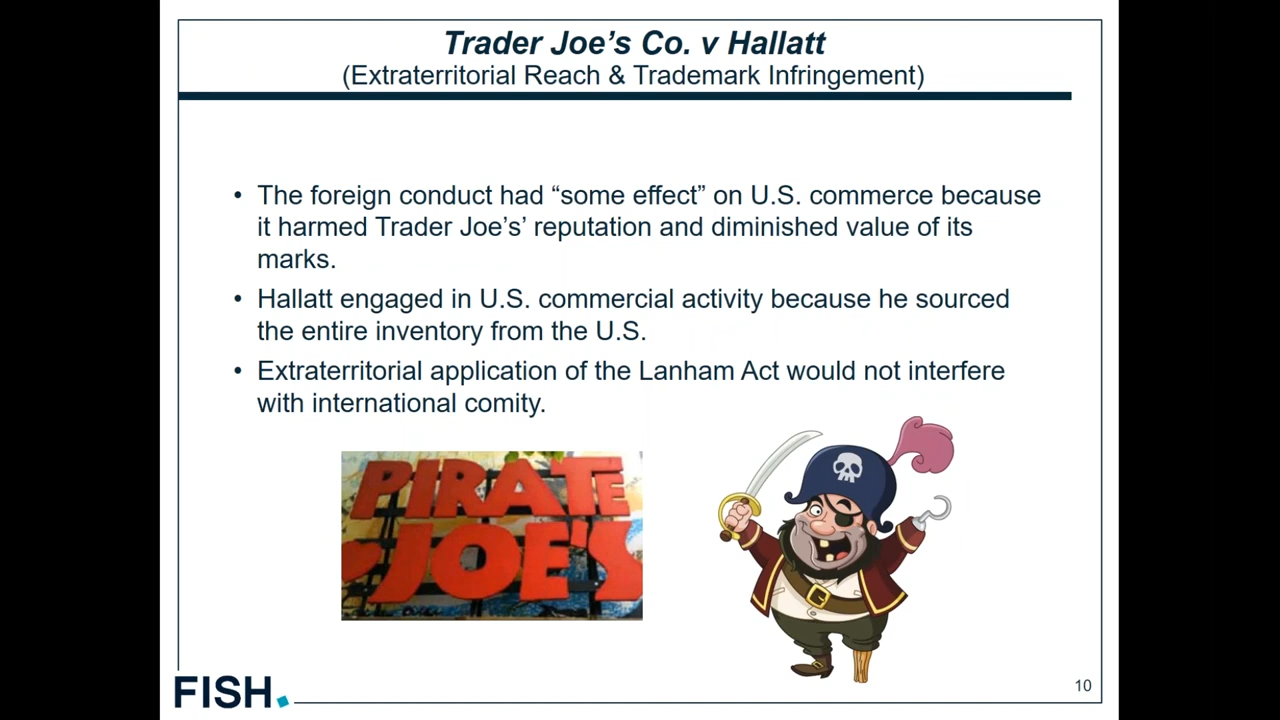 Trader Joe’s Co. v Hallatt
(Extraterritorial Reach & Trademark Infringement)
• The foreign conduct had “some effect” on U.S. commerce because
it harmed Trader Joe’s’ reputation and diminished value of its
marks.
• Hallatt engaged in U.S. commercial activity because he sourced
the entire inventory from the U.S.
• Extraterritorial application of the Lanham Act would not interfere
with international comity.
PIRATE
JOE'S
FISH.
10